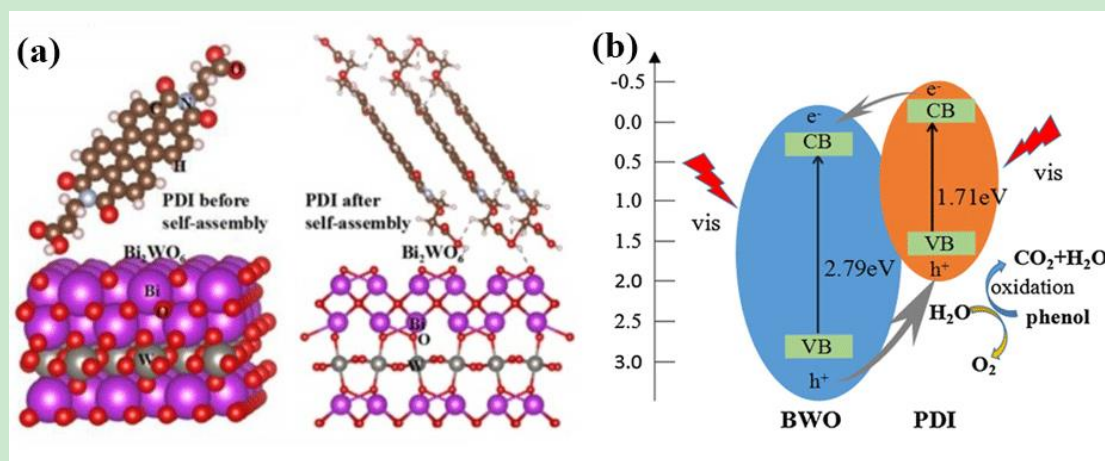 (a)
O
C
N
H
PDI before
self-assembly
Bi₂WO₆
Bi
O
W
PDI after
self-assembly
Bi₂WO₆
Bi
O
W
(b)
-0.5
0.0
0.5
1.0
1.5
2.0
2.5
3.0
vis
e⁻
CB
2.79eV
VB
h⁺
BWO
e⁻
CB
1.71eV
VB
h⁺
PDI
vis
CO₂+H₂O
oxidation
H₂O
phenol
O₂